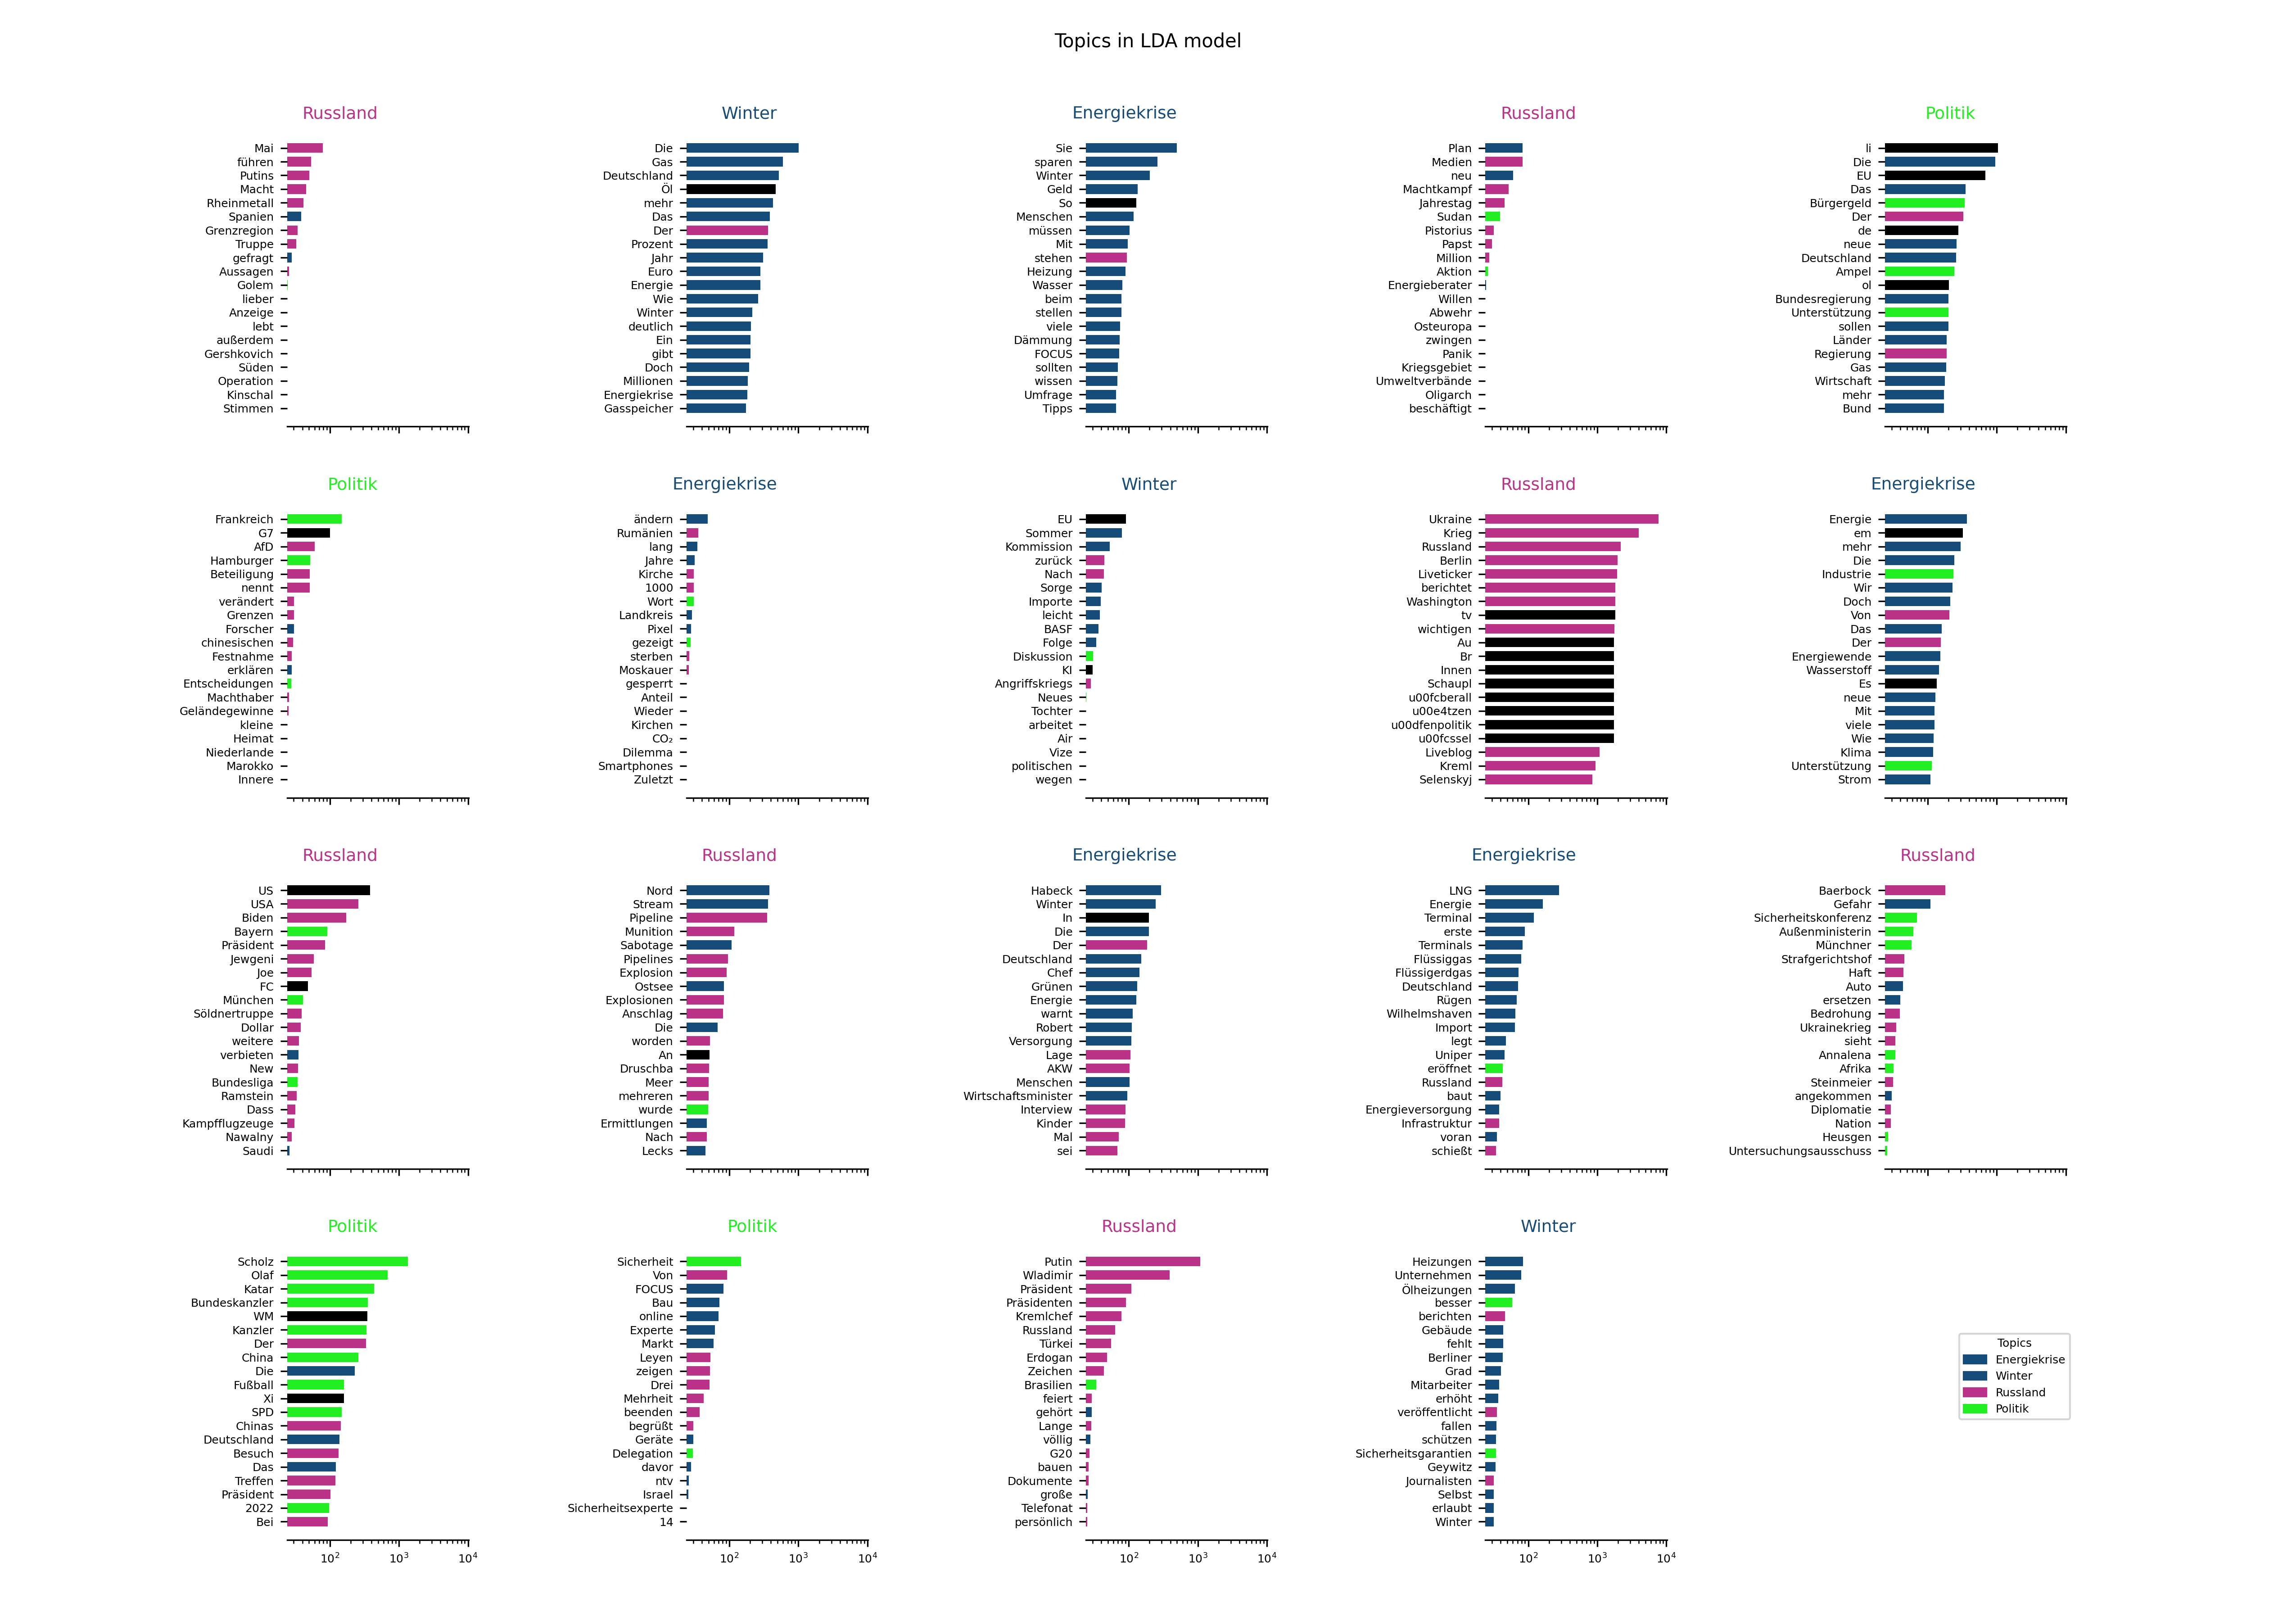 Topics in LDA model
Russland
Mai
führen
Putins
Macht
Rheinmetall
Spanien
Grenzregion
Truppe
gefragt
Aussagen
Golem
lieber
Anzeige
lebt
außerdem
Gershkovich
Süden
Operation
Kinschal
Stimmen
Winter
Die
Gas
Deutschland
Öl
mehr
Das
Der
Prozent
Jahr
Euro
Energie
Wie
Winter
deutlich
Ein
gibt
Doch
Millionen
Energiekrise
Gasspeicher
Energiekrise
Sie
sparen
Winter
Geld
So
Menschen
müssen
Mit
stehen
Heizung
Wasser
beim
stellen
viele
Dämmung
FOCUS
sollten
wissen
Umfrage
Tipps
Russland
Plan
Medien
neu
Machtkampf
Jahrestag
Sudan
Pistorius
Papst
Million
Aktion
Energieberater
Willen
Abwehr
Osteuropa
zwingen
Panik
Kriegsgebiet
Umweltverbände
Oligarch
beschäftigt
Politik
li
Die
EU
Das
Bürgergeld
Der
de
neue
Deutschland
Ampel
ol
Bundesregierung
Unterstützung
sollen
Länder
Regierung
Gas
Wirtschaft
mehr
Bund
Politik
Frankreich
G7
AfD
Hamburger
Beteiligung
nennt
verändert
Grenzen
Forscher
chinesischen
Festnahme
erklären
Entscheidungen
Machthaber
Geländegewinne
kleine
Heimat
Niederlande
Marokko
Innere
Energiekrise
ändern
Rumänien
lang
Jahre
Kirche
1000
Wort
Landkreis
Pixel
gezeigt
sterben
Moskauer
gesperrt
Anteil
Wieder
Kirchen
CO₂
Dilemma
Smartphones
Zuletzt
Winter
EU
Sommer
Kommission
zurück
Nach
Sorge
Importe
leicht
BASF
Folge
Diskussion
KI
Angriffskriegs
Neues
Tochter
arbeitet
Air
Vize
politischen
wegen
Russland
Ukraine
Krieg
Russland
Berlin
Liveticker
berichtet
Washington
tv
wichtigen
Au
Br
Innen
Schaupl
u00fcberall
u00e4tzen
u00dfenpolitik
u00fcssel
Liveblog
Kreml
Selenskyj
Energiekrise
Energie
em
mehr
Die
Industrie
Wir
Doch
Von
Das
Der
Energiewende
Wasserstoff
Es
neue
Mit
viele
Wie
Klima
Unterstützung
Strom
Russland
US
USA
Biden
Bayern
Präsident
Jewgeni
Joe
FC
München
Söldnertruppe
Dollar
weitere
verbieten
New
Bundesliga
Ramstein
Dass
Kampfflugzeuge
Nawalny
Saudi
Russland
Nord
Stream
Pipeline
Munition
Sabotage
Pipelines
Explosion
Ostsee
Explosionen
Anschlag
Die
worden
An
Druschba
Meer
mehreren
wurde
Ermittlungen
Nach
Lecks
Energiekrise
Habeck
Winter
In
Die
Der
Deutschland
Chef
Grünen
Energie
warnt
Robert
Versorgung
Lage
AKW
Menschen
Wirtschaftsminister
Interview
Kinder
Mal
sei
Energiekrise
LNG
Energie
Terminal
erste
Terminals
Flüssiggas
Flüssigerdgas
Deutschland
Rügen
Wilhelmshaven
Import
legt
Uniper
eröffnet
Russland
baut
Energieversorgung
Infrastruktur
voran
schießt
Russland
Baerbock
Gefahr
Sicherheitskonferenz
Außenministerin
Münchner
Strafgerichtshof
Haft
Auto
ersetzen
Bedrohung
Ukrainekrieg
sieht
Annalena
Afrika
Steinmeier
angekommen
Diplomatie
Nation
Heusgen
Untersuchungsausschuss
Politik
Scholz
Olaf
Katar
Bundeskanzler
WM
Kanzler
Der
China
Die
Fußball
Xi
SPD
Chinas
Deutschland
Besuch
Das
Treffen
Präsident
2022
Bei
10² 10³ 10⁴
Politik
Sicherheit
Von
FOCUS
Bau
online
Experte
Markt
Leyen
zeigen
Drei
Mehrheit
beenden
begrüßt
Geräte
Delegation
davor
ntv
Israel
Sicherheitsexperte
14
10² 10³ 10⁴
Russland
Putin
Wladimir
Präsident
Präsidenten
Kremlchef
Russland
Türkei
Erdogan
Zeichen
Brasilien
feiert
gehört
Lange
völlig
G20
bauen
Dokumente
große
Telefonat
persönlich
10² 10³ 10⁴
Winter
Heizungen
Unternehmen
Ölheizungen
besser
berichten
Gebäude
fehlt
Berliner
Grad
Mitarbeiter
erhöht
veröffentlicht
fallen
schützen
Sicherheitsgarantien
Geywitz
Journalisten
Selbst
erlaubt
Winter
10² 10³ 10⁴
Topics
Energiekrise
Winter
Russland
Politik